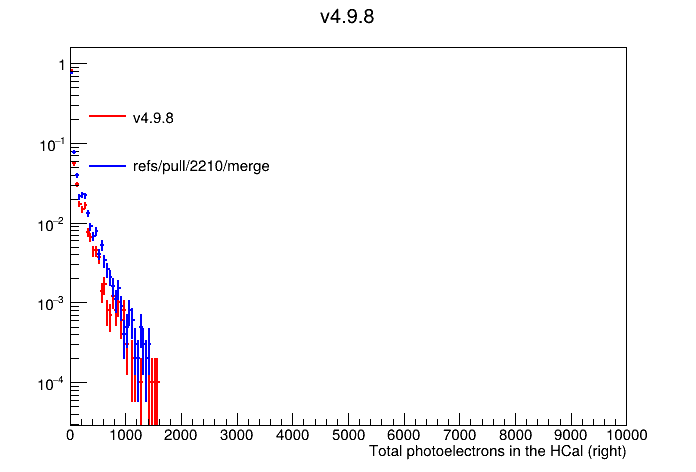 v4.9.8
1
10⁻¹
10⁻²
10⁻³
10⁻⁴
v4.9.8
refs/pull/2210/merge
0 1000 2000 3000 4000 5000 6000 7000 8000 9000 10000
Total photoelectrons in the HCal (right)